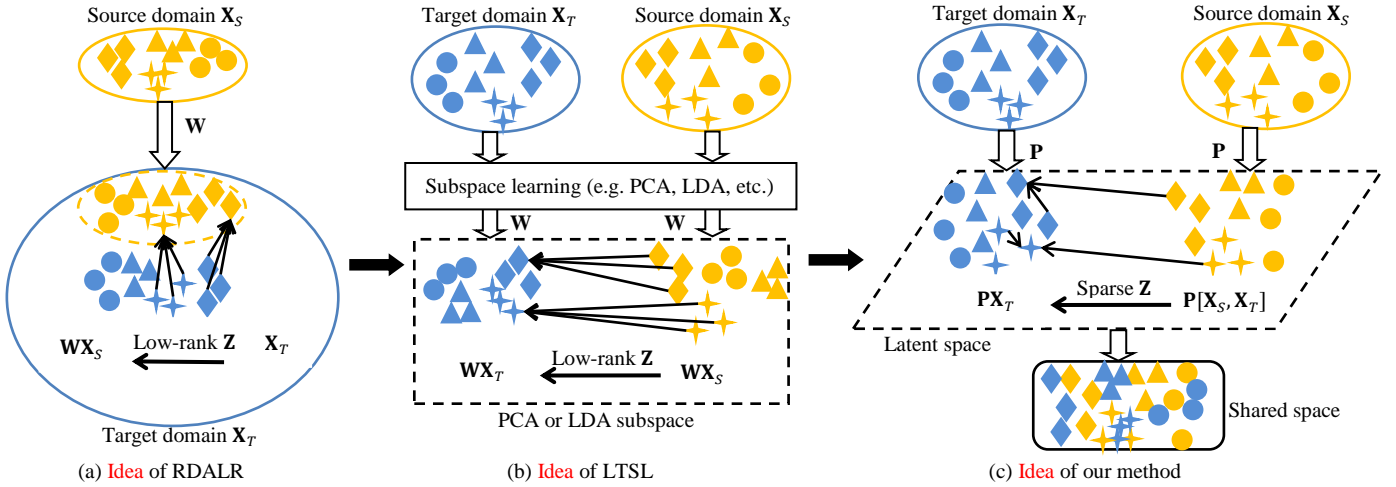 Source domain X_S
W
Low-rank Z
WX_S
X_T
Target domain X_T
(a) Idea of RDALR
Target domain X_T
Source domain X_S
Subspace learning (e.g. PCA, LDA, etc.)
W
W
Low-rank Z
WX_T
WX_S
PCA or LDA subspace
(b) Idea of LTSL
Target domain X_T
Source domain X_S
P
P
Sparse Z
PX_T
P[X_S, X_T]
Latent space
Shared space
(c) Idea of our method